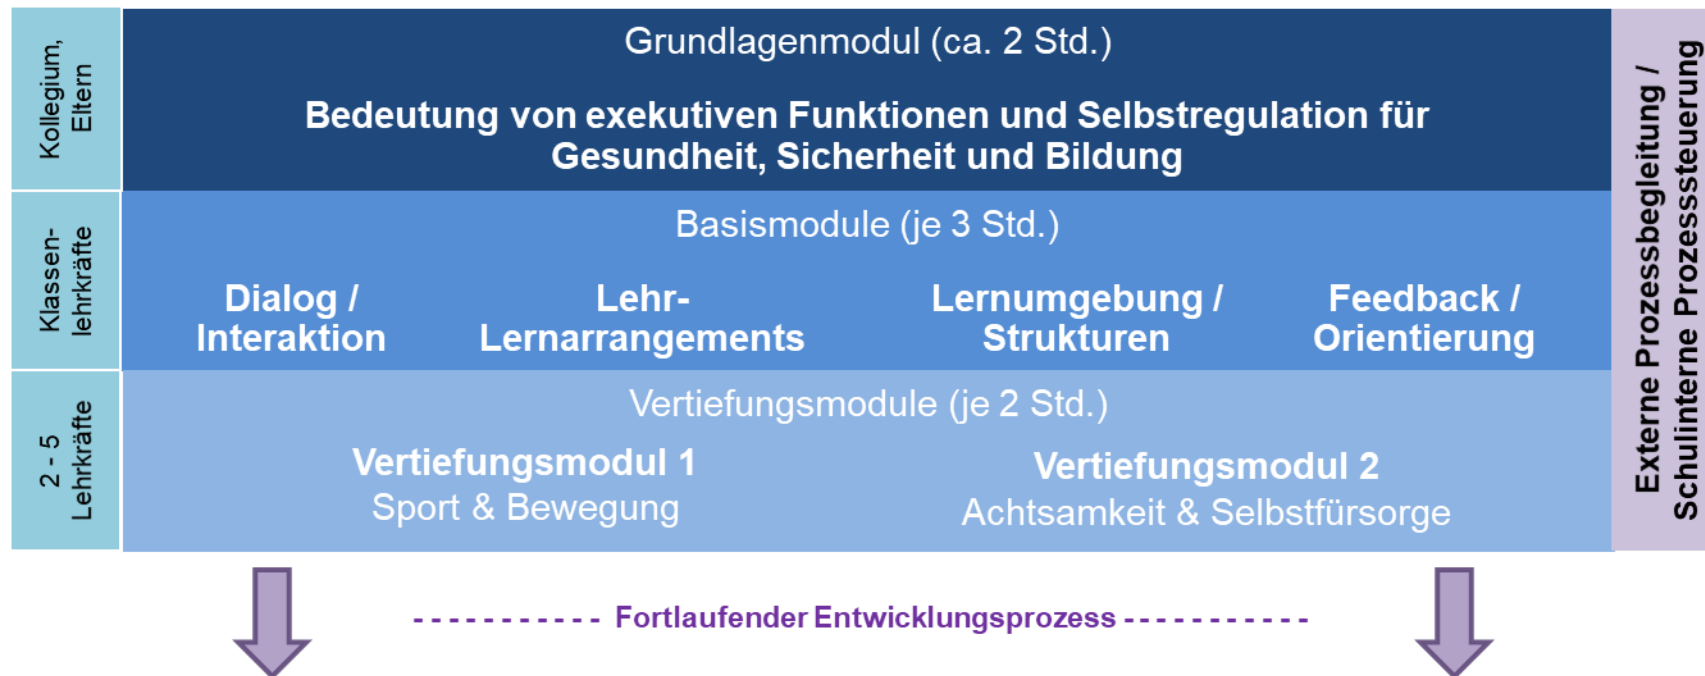 Kollegium,
Eltern
Grundlagenmodul (ca. 2 Std.)
Bedeutung von exekutiven Funktionen und Selbstregulation für
Gesundheit, Sicherheit und Bildung
Klassen-
lehrkräfte
Basismodule (je 3 Std.)
Dialog /
Interaktion
Lehr-
Lernarrangements
Lernumgebung /
Strukturen
Feedback /
Orientierung
2 - 5
Lehrkräfte
Vertiefungsmodule (je 2 Std.)
Vertiefungsmodul 1
Sport & Bewegung
Vertiefungsmodul 2
Achtsamkeit & Selbstfürsorge
Externe Prozessbegleitung /
Schulinterne Prozesssteuerung
- - - - - - - - - - - Fortlaufender Entwicklungsprozess - - - - - - - - - - -